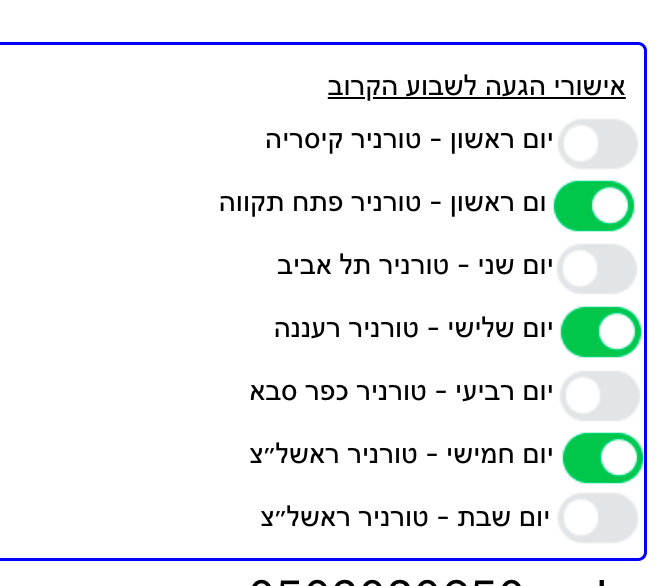 אישורי הגעה לשבוע הקרוב
יום ראשון - טורניר קיסריה
ום ראשון - טורניר פתח תקווה
יום שני - טורניר תל אביב
יום שלישי - טורניר רעננה
יום רביעי - טורניר כפר סבא
יום חמישי - טורניר ראשל״צ
יום שבת - טורניר ראשל״צ